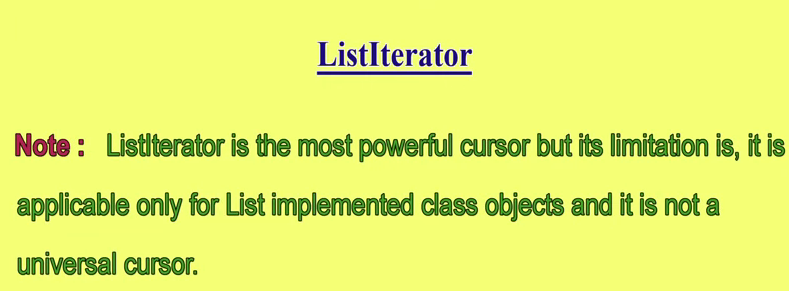 ListIterator
Note : ListIterator is the most powerful cursor but its limitation is, it is
applicable only for List implemented class objects and it is not a
universal cursor.